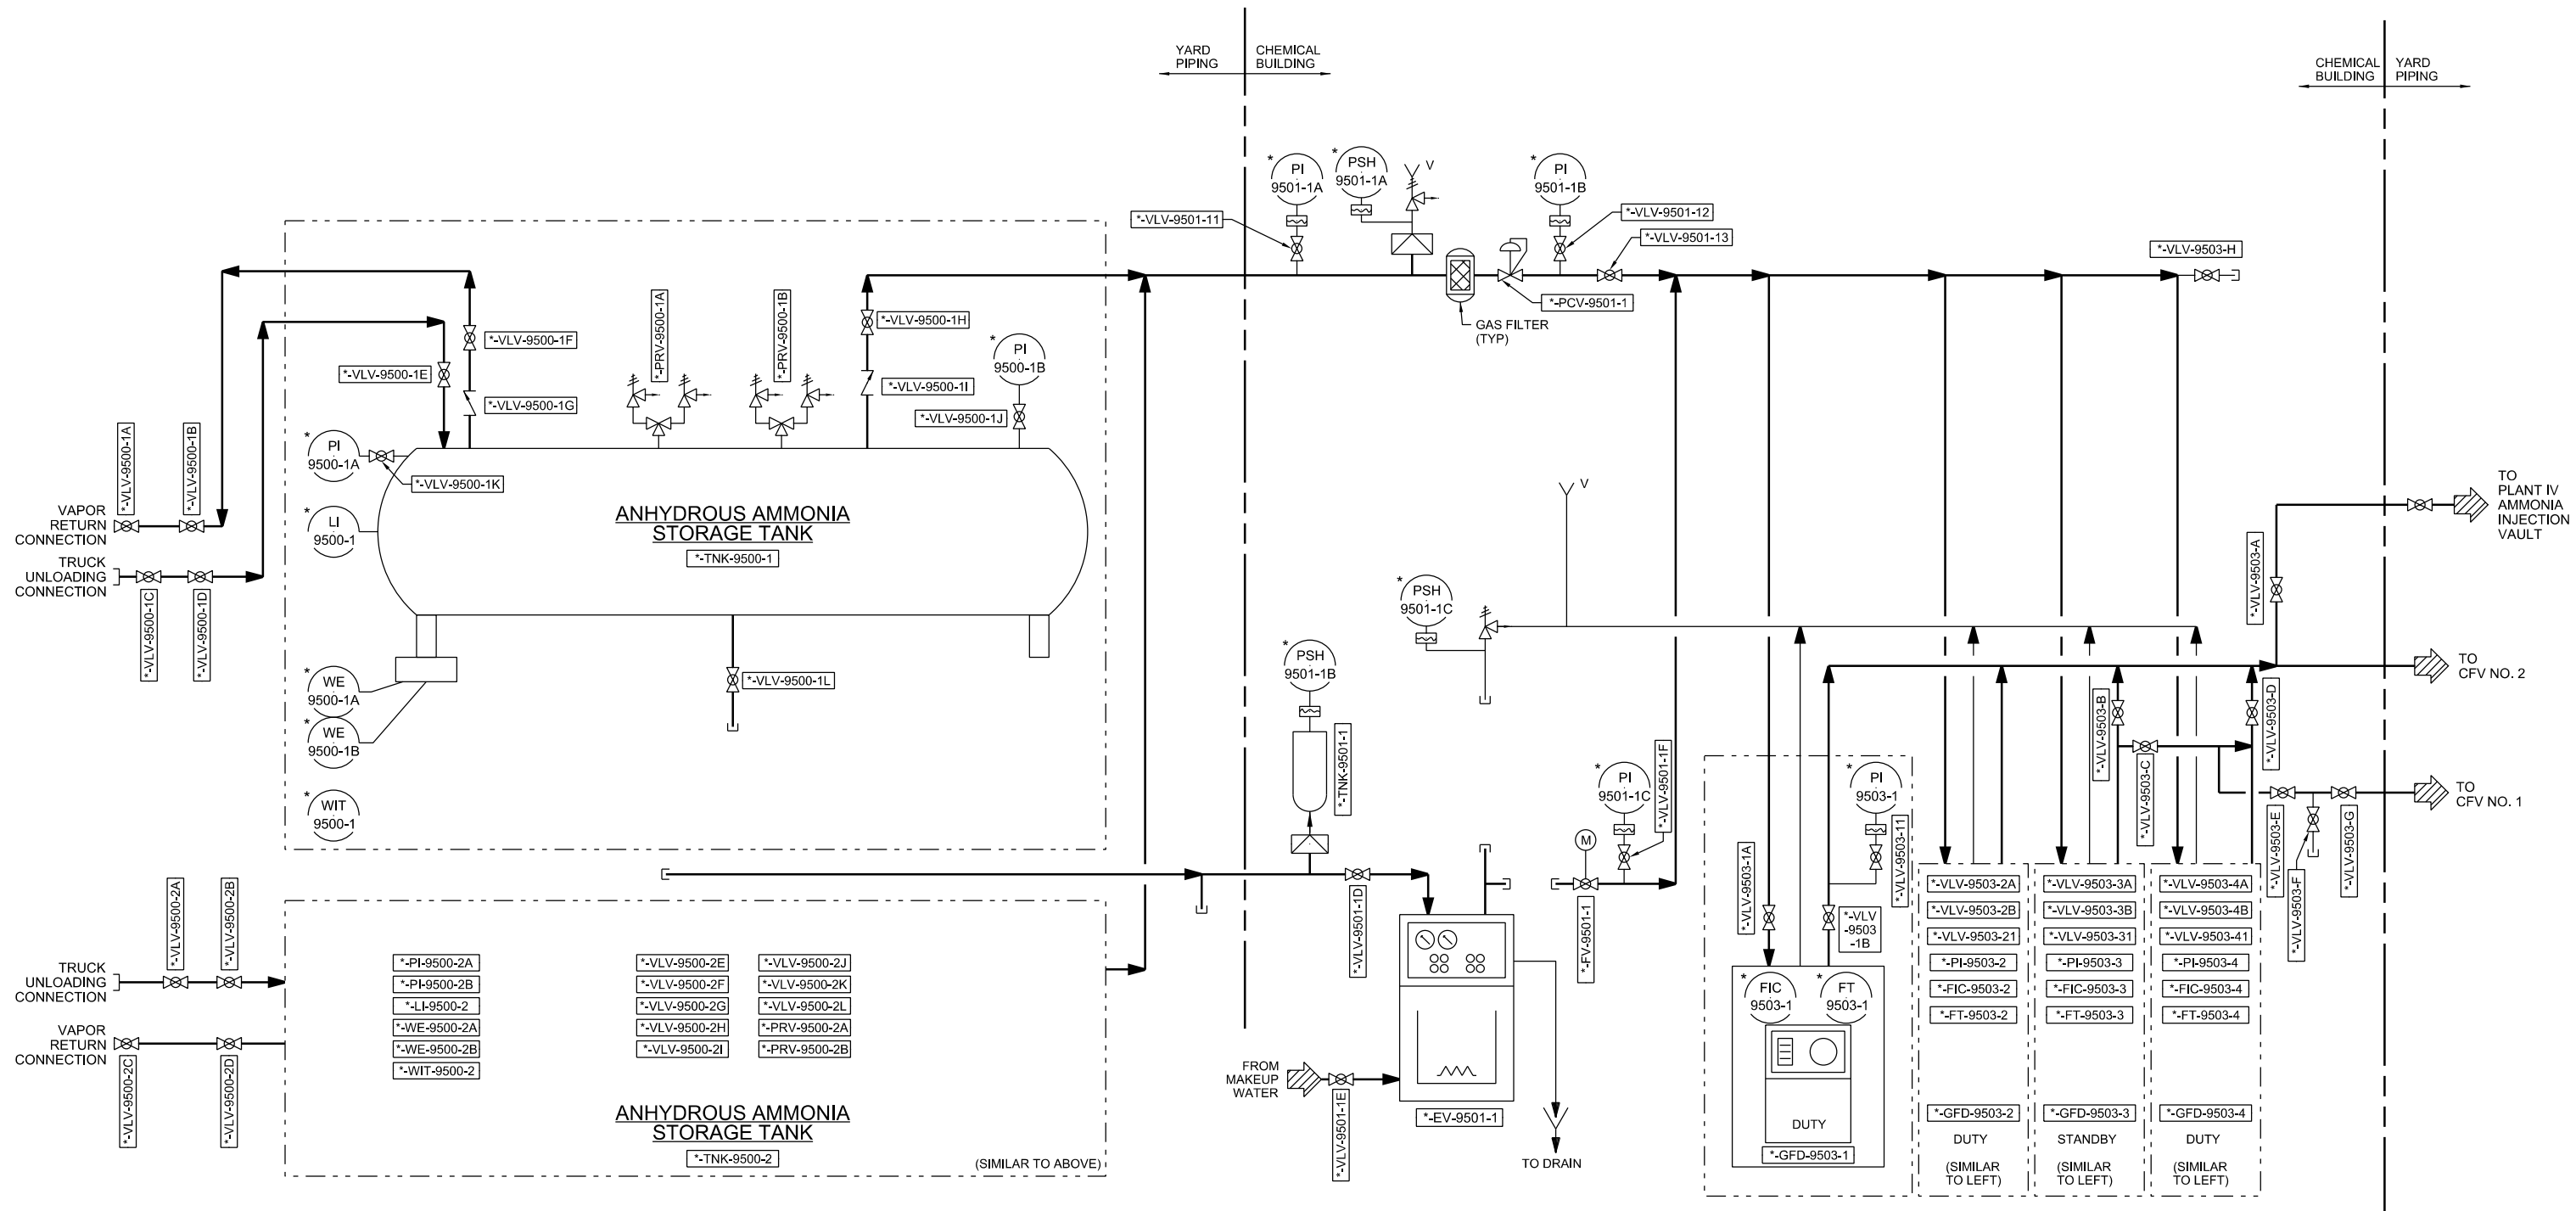 YARD
PIPING
CHEMICAL
BUILDING
CHEMICAL
BUILDING
YARD
PIPING
*
PI
9501-1A
*
PSH
9501-1A
V
*
PI
9501-1B
*-VLV-9501-11
*-VLV-9501-12
*-VLV-9501-13
*-VLV-9503-H
*-PCV-9501-1
GAS FILTER
(TYP)
*-VLV-9500-1F
*-VLV-9500-1E
*-VLV-9500-1G
*-PRV-9500-1A
*-PRV-9500-1B
*-VLV-9500-1H
*-VLV-9500-1I
*
PI
9500-1B
*-VLV-9500-1J
*
PI
9500-1A
*-VLV-9500-1K
*-VLV-9500-1A
*-VLV-9500-1B
VAPOR
RETURN
CONNECTION
TRUCK
UNLOADING
CONNECTION
*-VLV-9500-1C
*-VLV-9500-1D
*
LI
9500-1
ANHYDROUS AMMONIA
STORAGE TANK
*-TNK-9500-1
*
WE
9500-1A
*
WE
9500-1B
*
WIT
9500-1
*-VLV-9500-1L
V
*
PSH
9501-1C
*
PSH
9501-1B
*-TNK-9501-1
*-VLV-9503-A
TO
PLANT IV
AMMONIA
INJECTION
VAULT
TO
CFV NO. 2
TO
CFV NO. 1
*-VLV-9503-B
*-VLV-9503-C
*-VLV-9503-D
*-VLV-9503-E
*-VLV-9503-F
*-VLV-9503-G
*
PI
9501-1C
*-VLV-9501-1F
M
*-FV-9501-1
*
PI
9503-1
*-VLV-9503-11
*-VLV-9503-1A
*-VLV
-9503
-1B
*-VLV-9501-1D
*-VLV-9500-2A
*-VLV-9500-2B
TRUCK
UNLOADING
CONNECTION
VAPOR
RETURN
CONNECTION
*-VLV-9500-2C
*-VLV-9500-2D
*-PI-9500-2A
*-PI-9500-2B
*-LI-9500-2
*-WE-9500-2A
*-WE-9500-2B
*-WIT-9500-2
*-VLV-9500-2E
*-VLV-9500-2F
*-VLV-9500-2G
*-VLV-9500-2H
*-VLV-9500-2I
*-VLV-9500-2J
*-VLV-9500-2K
*-VLV-9500-2L
*-PRV-9500-2A
*-PRV-9500-2B
ANHYDROUS AMMONIA
STORAGE TANK
*-TNK-9500-2
(SIMILAR TO ABOVE)
FROM
MAKEUP
WATER
*-VLV-9501-1E
*-EV-9501-1
TO DRAIN
*
FIC
9503-1
*
FT
9503-1
DUTY
*-GFD-9503-1
*-VLV-9503-2A
*-VLV-9503-2B
*-VLV-9503-21
*-PI-9503-2
*-FIC-9503-2
*-FT-9503-2
*-GFD-9503-2
DUTY
(SIMILAR
TO LEFT)
*-VLV-9503-3A
*-VLV-9503-3B
*-VLV-9503-31
*-PI-9503-3
*-FIC-9503-3
*-FT-9503-3
*-GFD-9503-3
STANDBY
(SIMILAR
TO LEFT)
*-VLV-9503-4A
*-VLV-9503-4B
*-VLV-9503-41
*-PI-9503-4
*-FIC-9503-4
*-FT-9503-4
*-GFD-9503-4
DUTY
(SIMILAR
TO LEFT)